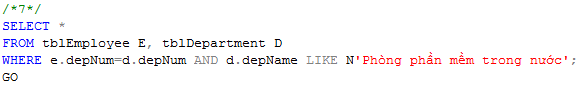 /*7*/
SELECT *
FROM tblEmployee E, tblDepartment D
WHERE e.depNum=d.depNum AND d.depName LIKE N'Phòng phần mềm trong nước';
GO